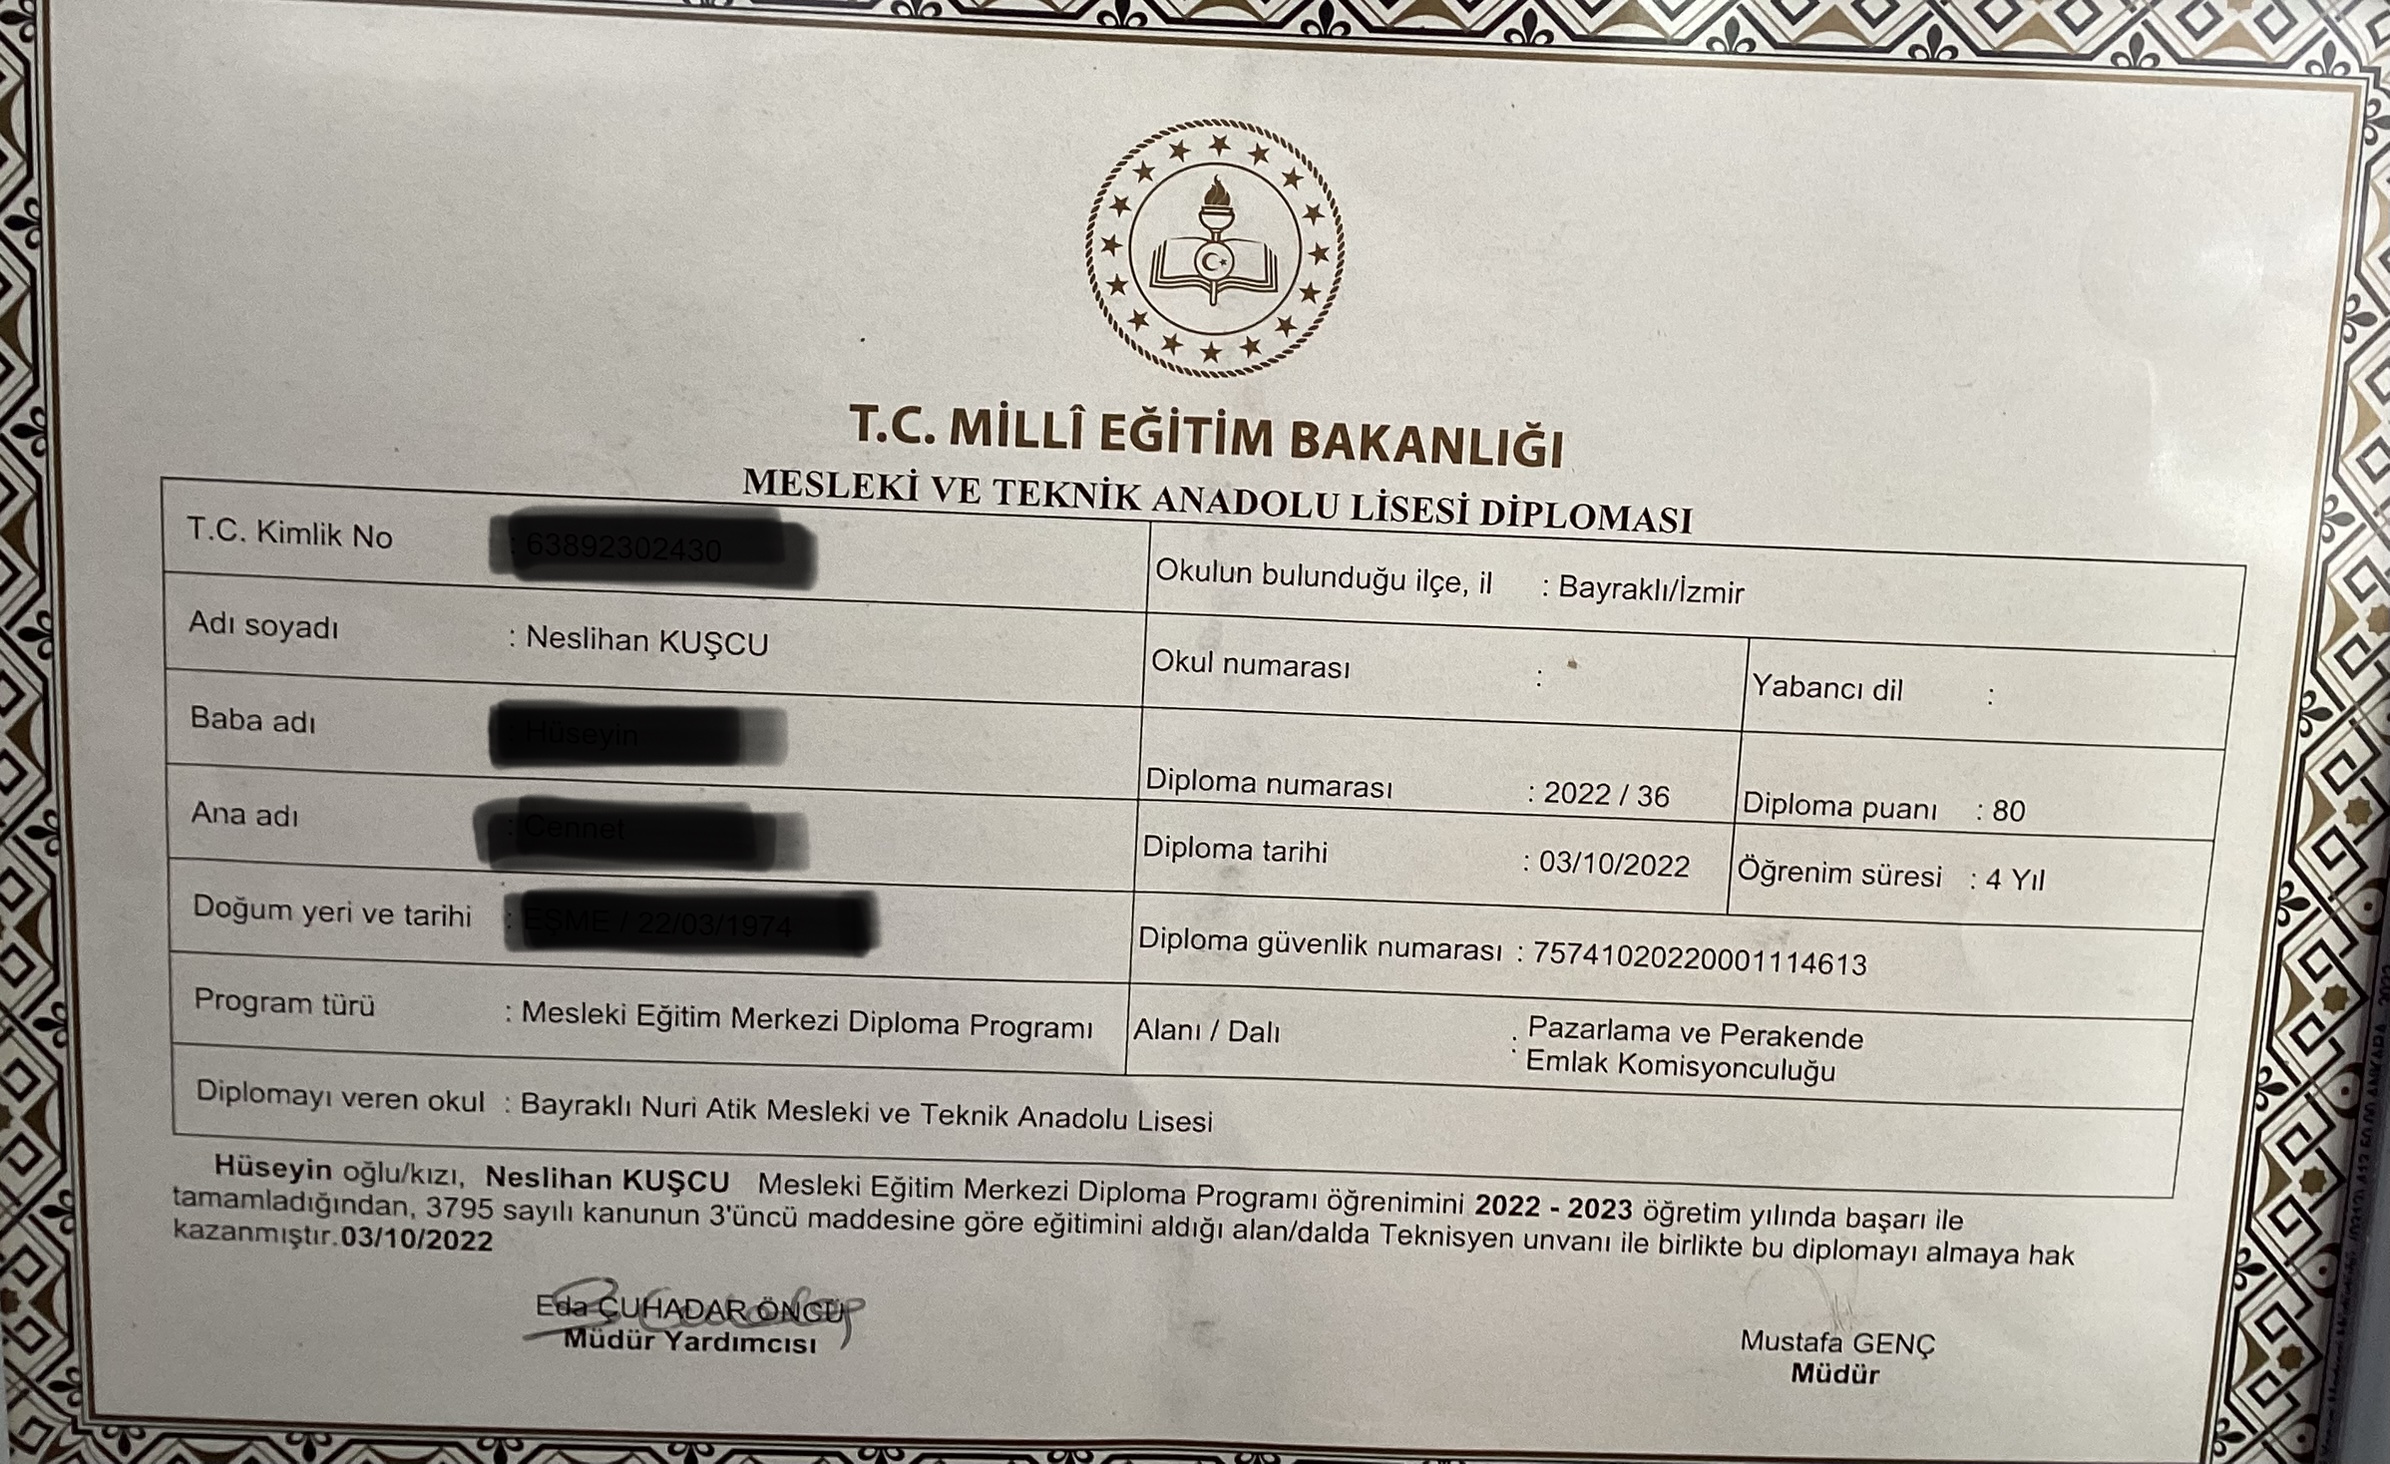 T.C. MİLLÎ EĞİTİM BAKANLIĞI
MESLEKİ VE TEKNİK ANADOLU LİSESİ DİPLOMASI
T.C. Kimlik No
Okulun bulunduğu ilçe, il : Bayraklı/İzmir
Adı soyadı : Neslihan KUŞCU
Okul numarası :
Yabancı dil :
Baba adı
Diploma numarası : 2022 / 36
Diploma puanı : 80
Ana adı
Diploma tarihi : 03/10/2022
Öğrenim süresi : 4 Yıl
Doğum yeri ve tarihi
Diploma güvenlik numarası : 75741020220001114613
Program türü : Mesleki Eğitim Merkezi Diploma Programı
Alanı / Dalı : Pazarlama ve Perakende
: Emlak Komisyonculuğu
Diplomayı veren okul : Bayraklı Nuri Atik Mesleki ve Teknik Anadolu Lisesi
Hüseyin oğlu/kızı, Neslihan KUŞCU Mesleki Eğitim Merkezi Diploma Programı öğrenimini 2022 - 2023 öğretim yılında başarı ile
tamamladığından, 3795 sayılı kanunun 3'üncü maddesine göre eğitimini aldığı alan/dalda Teknisyen unvanı ile birlikte bu diplomayı almaya hak
kazanmıştır.03/10/2022
Eda ÇUHADAR ÖNGÜ
Müdür Yardımcısı
Mustafa GENÇ
Müdür